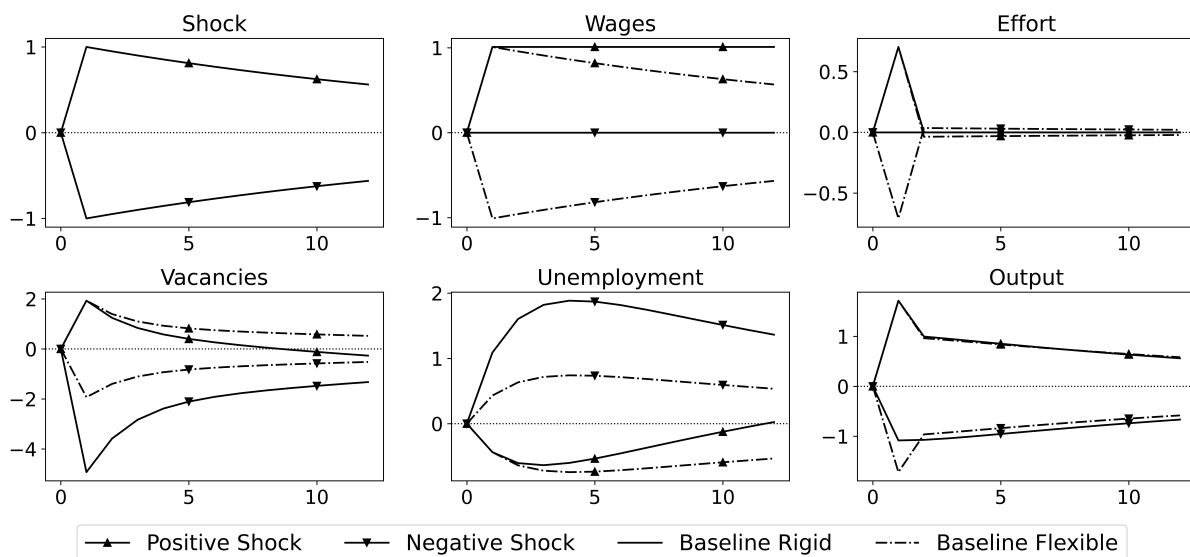 Shock Wages Effort
1 1 0.5
0 0 0.0
−1 −1 −0.5
0 5 10 0 5 10 0 5 10
Vacancies Unemployment Output
2 2 1
0 1 0
−2 0 −1
−4
0 5 10 0 5 10 0 5 10
Positive Shock Negative Shock Baseline Rigid Baseline Flexible